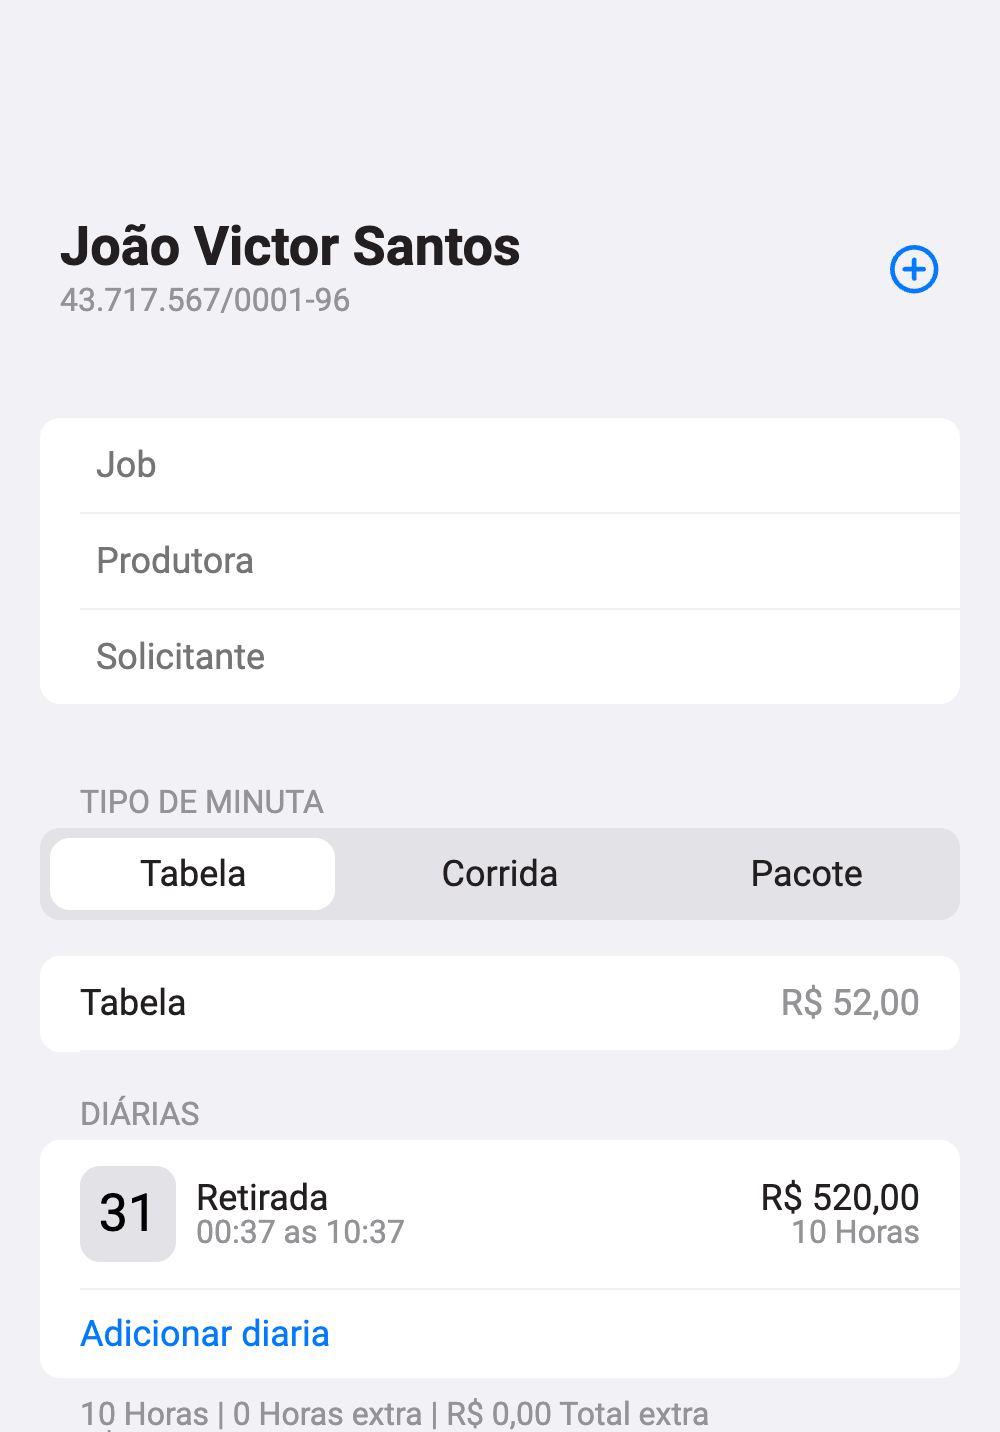 João Victor Santos
43.717.567/0001-96
Job
Produtora
Solicitante
TIPO DE MINUTA
Tabela Corrida Pacote
Tabela R$ 52,00
DIÁRIAS
31 Retirada R$ 520,00
00:37 as 10:37 10 Horas
Adicionar diaria
10 Horas | 0 Horas extra | R$ 0,00 Total extra